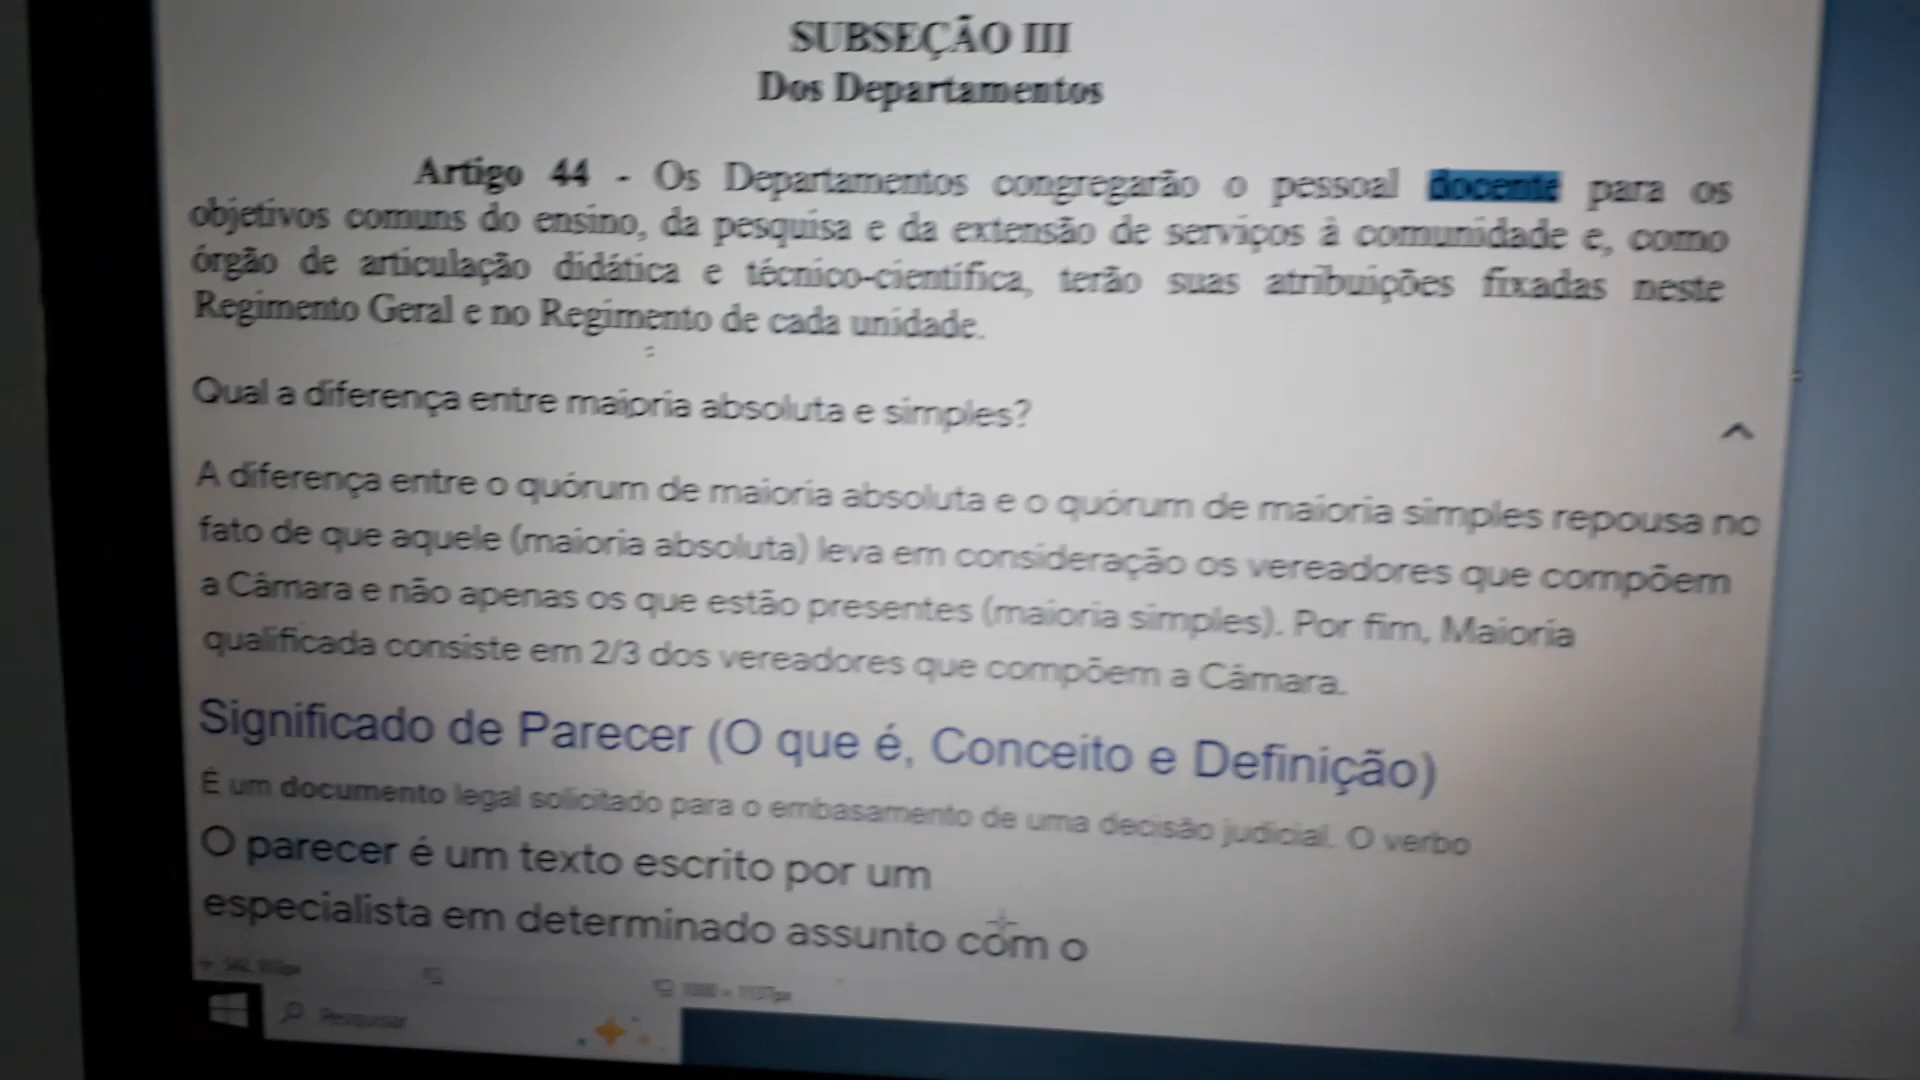 SUBSEÇÃO III
Dos Departamentos
Artigo 44 - Os Departamentos congregarão o pessoal docente para os
objetivos comuns do ensino, da pesquisa e da extensão de serviços à comunidade e, como
órgão de articulação didática e técnico-científica, terão suas atribuições fixadas neste
Regimento Geral e no Regimento de cada unidade.
Qual a diferença entre maioria absoluta e simples?
A diferença entre o quórum de maioria absoluta e o quórum de maioria simples repousa no
fato de que aquele (maioria absoluta) leva em consideração os vereadores que compõem
a Câmara e não apenas os que estão presentes (maioria simples). Por fim, Maioria
qualificada consiste em 2/3 dos vereadores que compõem a Câmara.
Significado de Parecer (O que é, Conceito e Definição)
É um documento legal solicitado para o embasamento de uma decisão judicial. O verbo
O parecer é um texto escrito por um
especialista em determinado assunto com o
Pesquisar